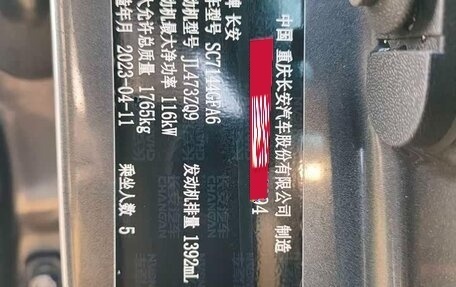 中国 重庆长安汽车股份有限公司 制造
牌 长安
车型号 SC7144GFA6
动机型号 JL473ZQ9 发动机排量 1392mL
动机最大净功率 116kW
大允许总质量 1765kg 乘坐人数 5
造年月 2023-04-11
94
CHANGAN